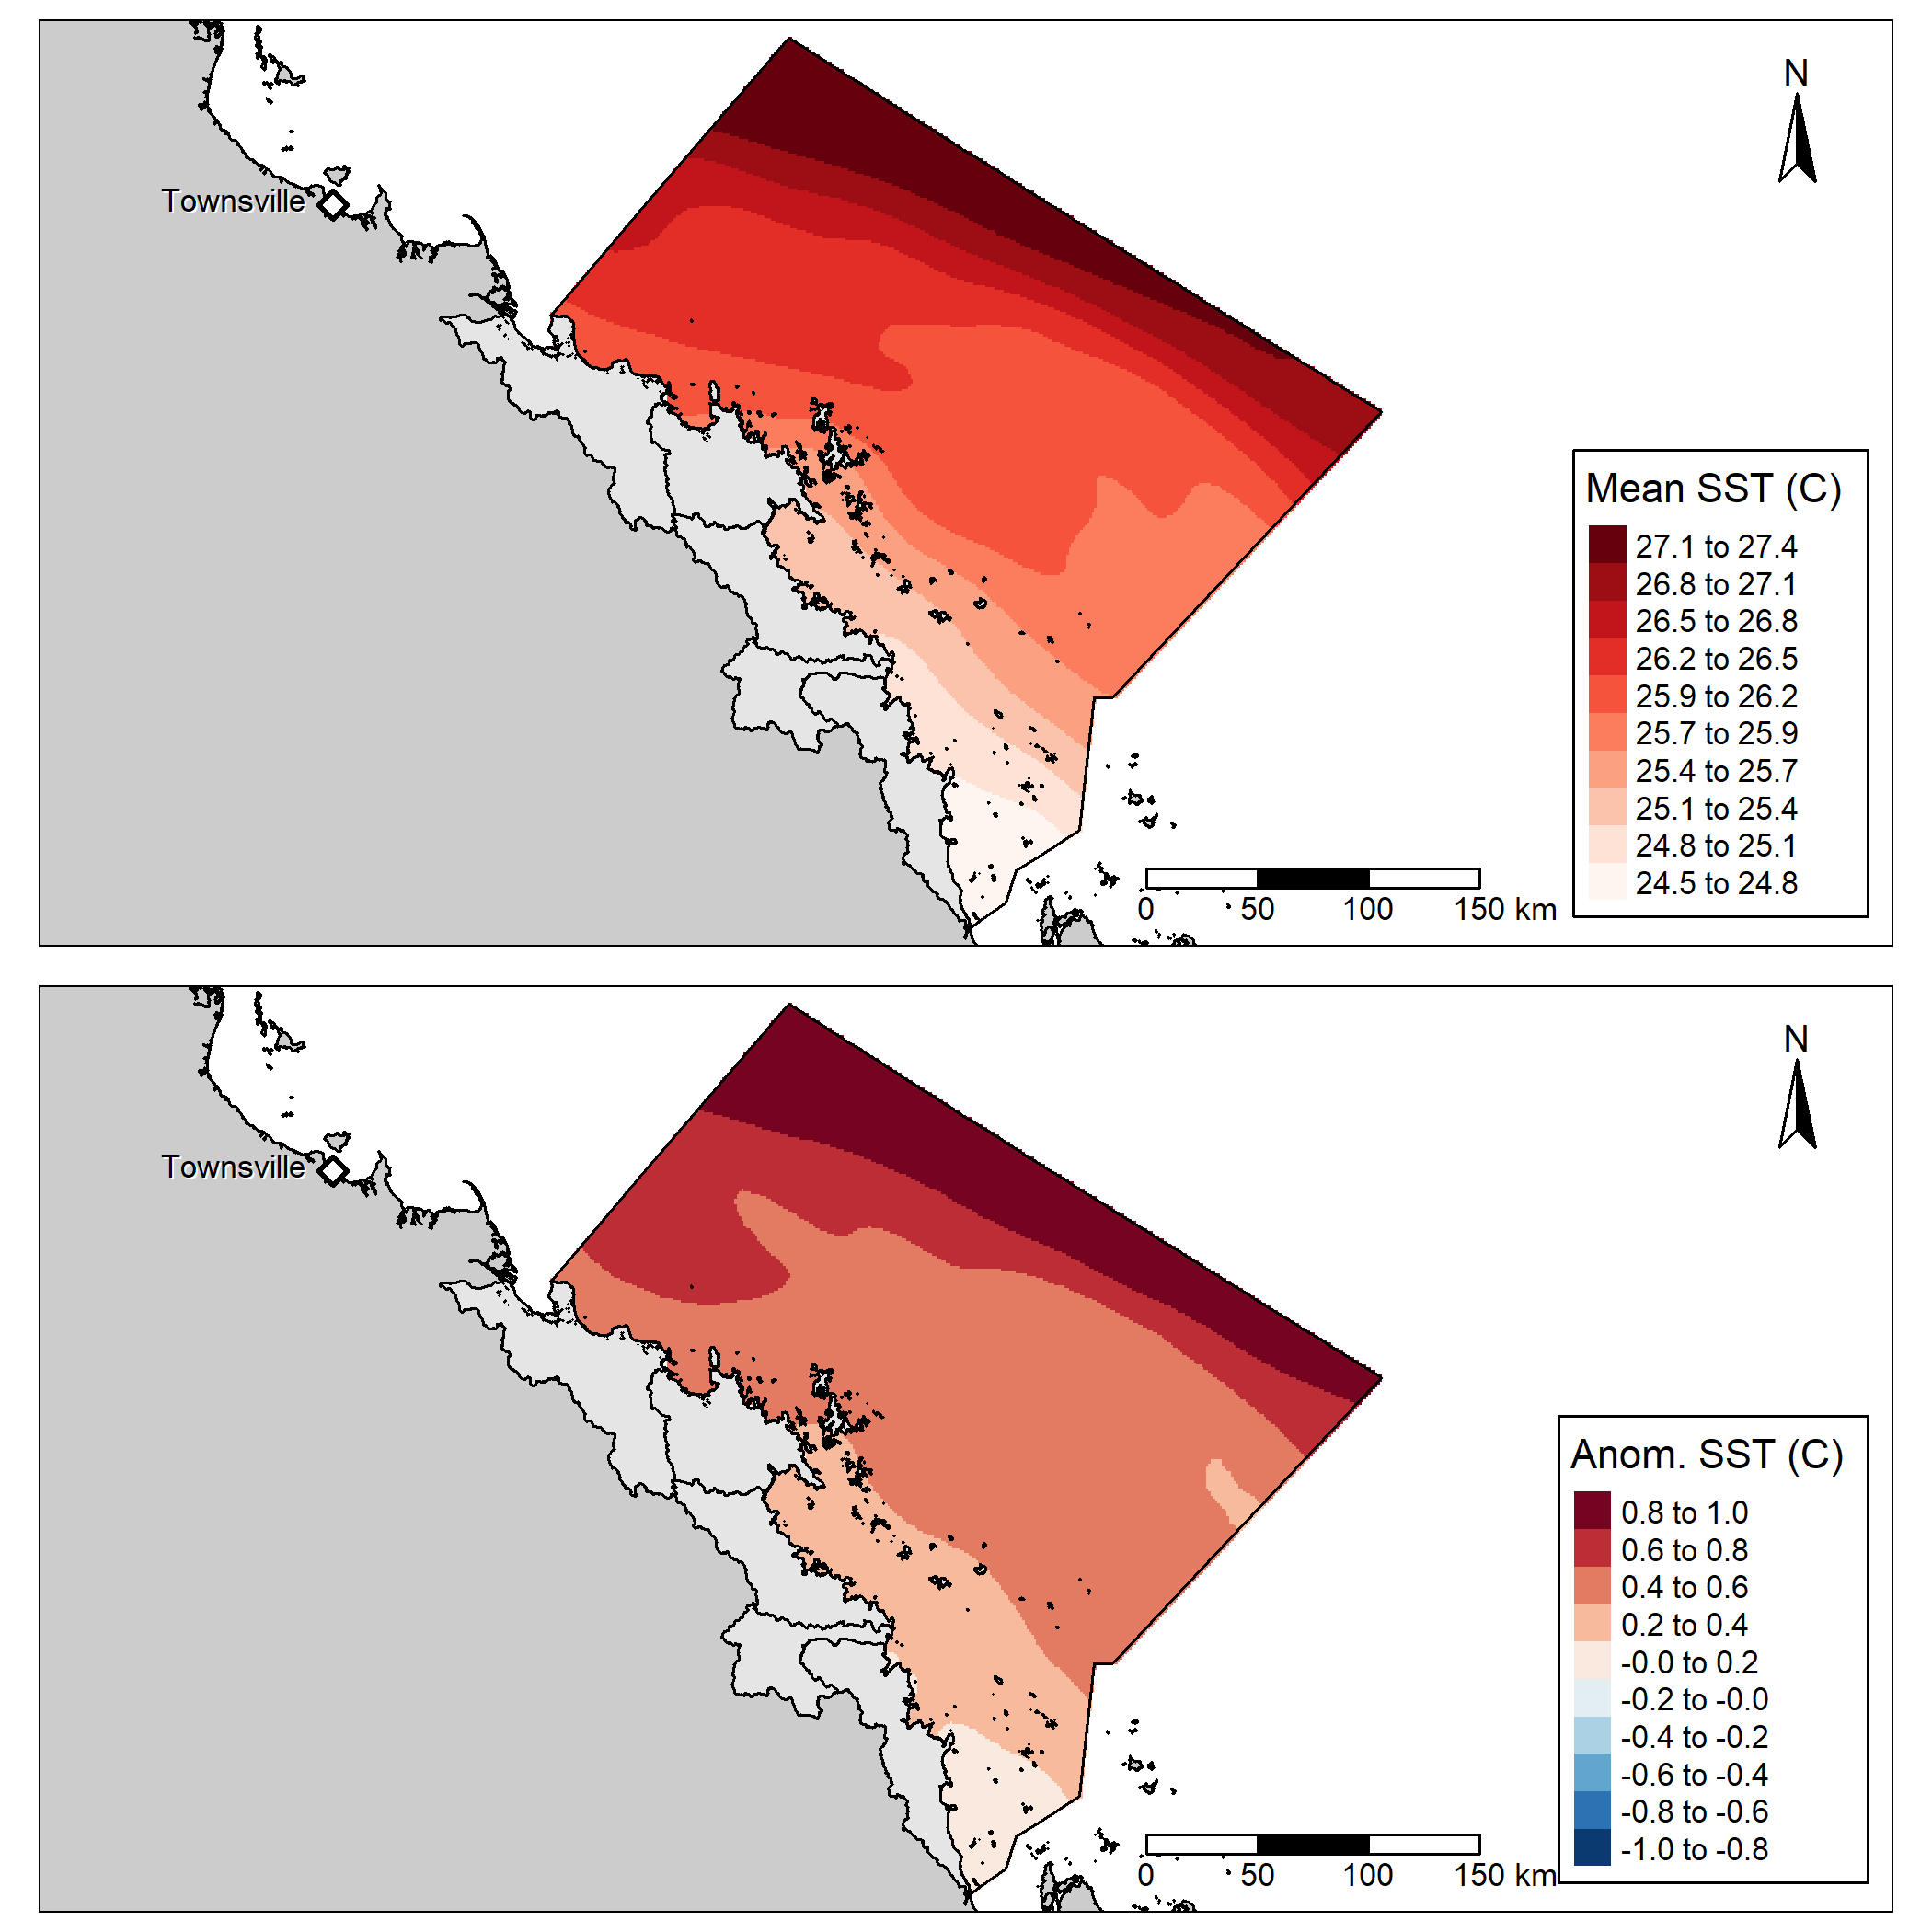 N
Townsville
Mean SST (C)
27.1 to 27.4
26.8 to 27.1
26.5 to 26.8
26.2 to 26.5
25.9 to 26.2
25.7 to 25.9
25.4 to 25.7
25.1 to 25.4
24.8 to 25.1
24.5 to 24.8
0 50 100 150 km
N
Townsville
Anom. SST (C)
0.8 to 1.0
0.6 to 0.8
0.4 to 0.6
0.2 to 0.4
-0.0 to 0.2
-0.2 to -0.0
-0.4 to -0.2
-0.6 to -0.4
-0.8 to -0.6
-1.0 to -0.8
0 50 100 150 km